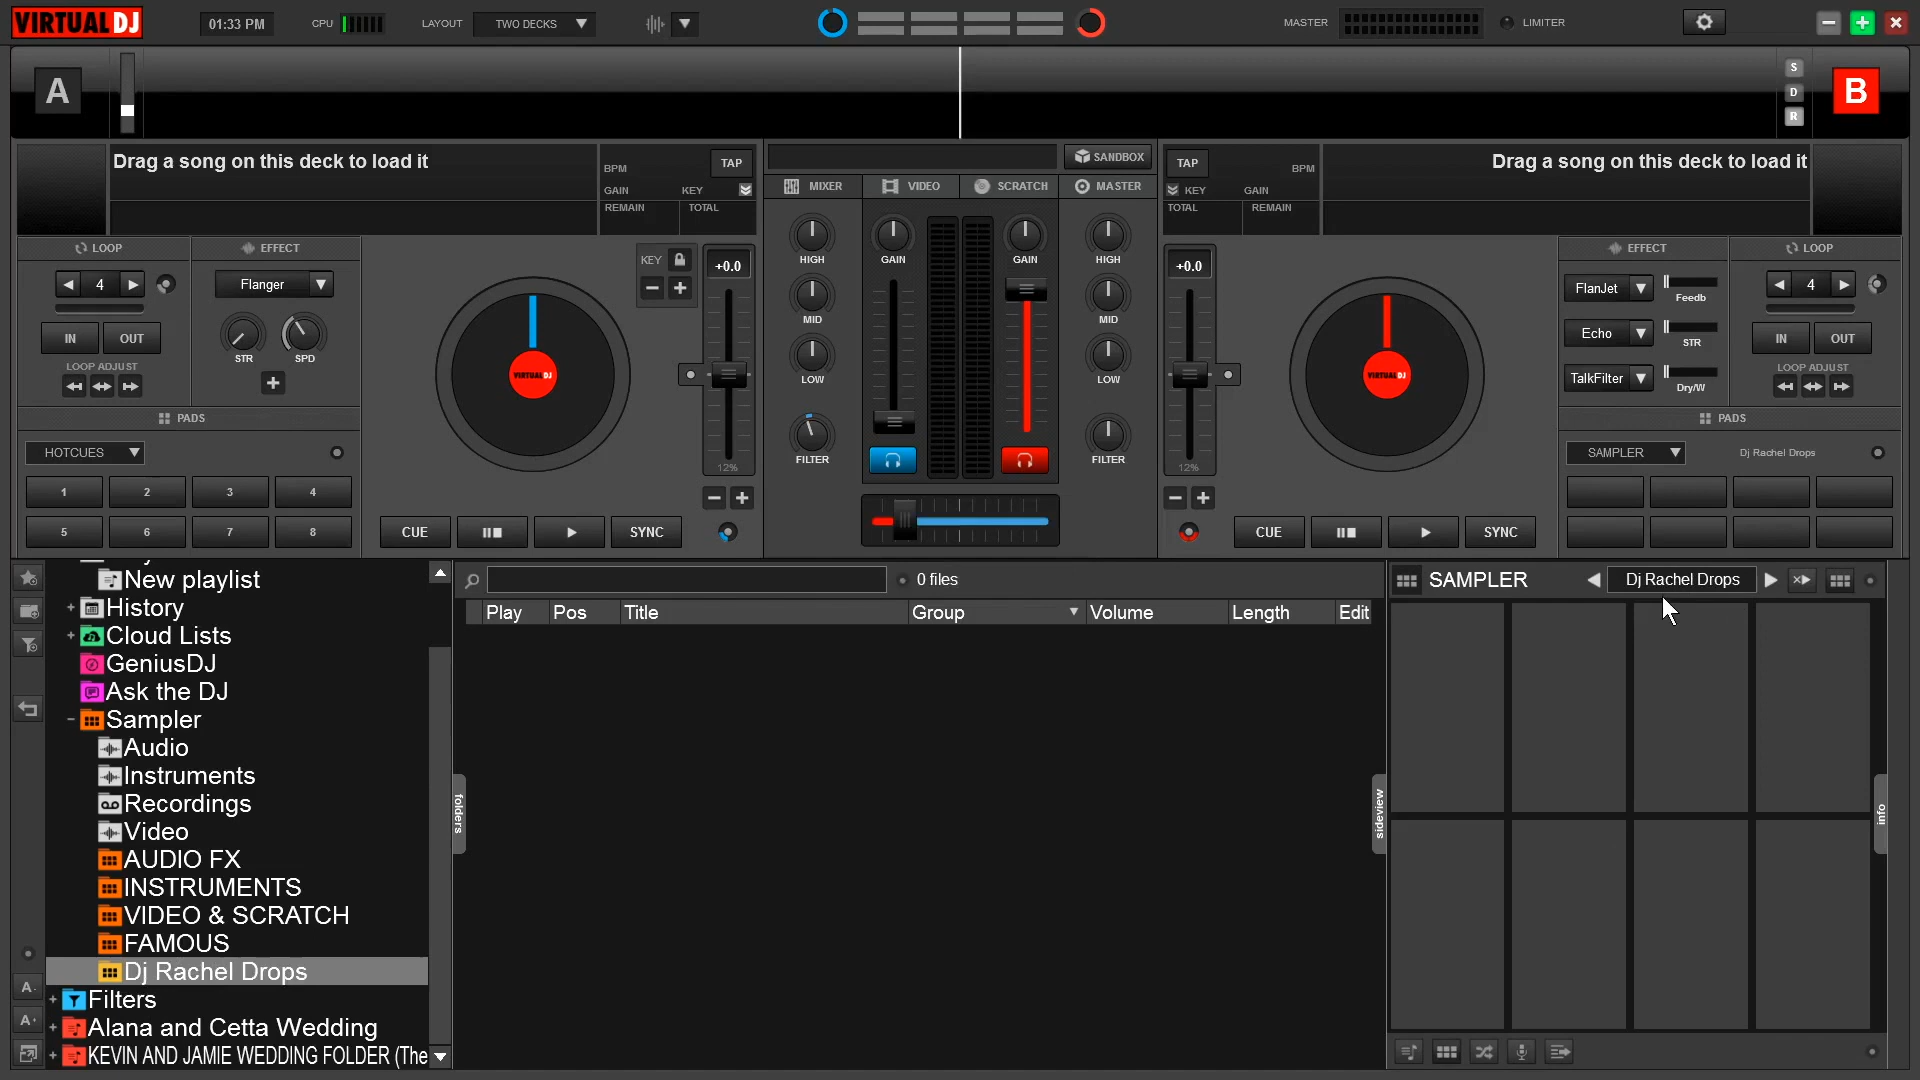 VIRTUAL DJ
01:33 PM
CPU
LAYOUT
TWO DECKS
MASTER
LIMITER
A
S
D
R
B
Drag a song on this deck to load it
BPM
TAP
GAIN
KEY
REMAIN
TOTAL
SANDBOX
MIXER
VIDEO
SCRATCH
MASTER
TAP
BPM
KEY
GAIN
TOTAL
REMAIN
Drag a song on this deck to load it
LOOP
EFFECT
4
Flanger
IN
OUT
STR
SPD
LOOP ADJUST
KEY
+0.0
12%
VIRTUAL DJ
HIGH
MID
LOW
FILTER
GAIN
GAIN
HIGH
MID
LOW
FILTER
+0.0
12%
VIRTUAL DJ
EFFECT
LOOP
FlanJet
Feedb
Echo
STR
TalkFilter
Dry/W
4
IN
OUT
LOOP ADJUST
PADS
HOTCUES
1
2
3
4
5
6
7
8
CUE
SYNC
CUE
SYNC
PADS
SAMPLER
Dj Rachel Drops
New playlist
History
Cloud Lists
GeniusDJ
Ask the DJ
Sampler
Audio
Instruments
Recordings
Video
AUDIO FX
INSTRUMENTS
VIDEO & SCRATCH
FAMOUS
Dj Rachel Drops
Filters
Alana and Cetta Wedding
KEVIN AND JAMIE WEDDING FOLDER (The
A-
A+
folders
0 files
Play
Pos
Title
Group
Volume
Length
Edit
sideview
SAMPLER
Dj Rachel Drops
info